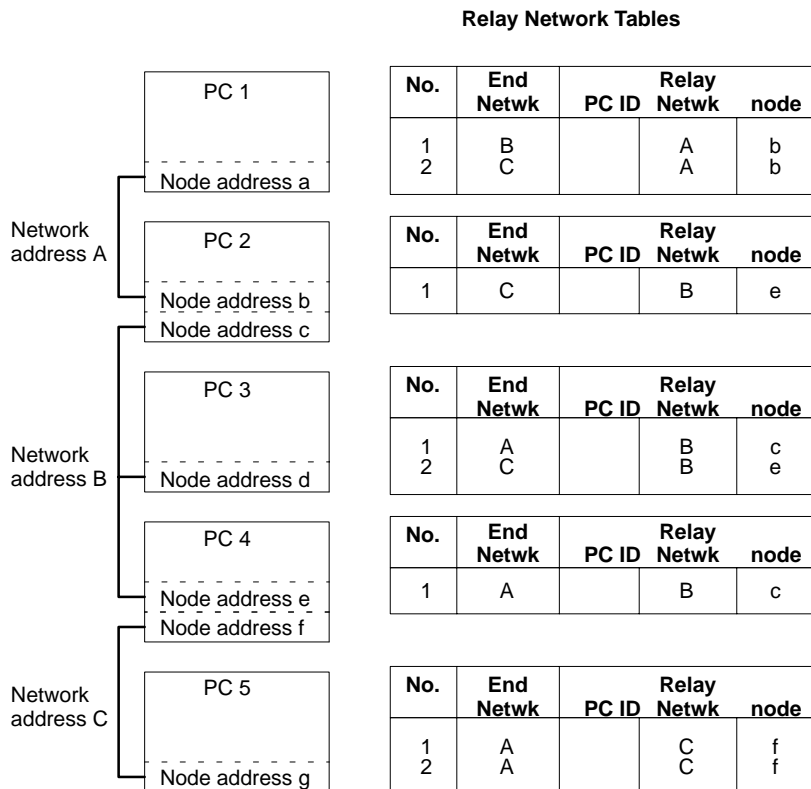 Relay Network Tables
PC 1
Node address a
Network
address A
PC 2
Node address b
Node address c
PC 3
Network
address B
Node address d
PC 4
Node address e
Node address f
Network
address C
PC 5
Node address g
No. End Netwk PC ID Relay Netwk node
1 B A b
2 C A b
No. End Netwk PC ID Relay Netwk node
1 C B e
No. End Netwk PC ID Relay Netwk node
1 A B c
2 C B e
No. End Netwk PC ID Relay Netwk node
1 A B c
No. End Netwk PC ID Relay Netwk node
1 A C f
2 A C f